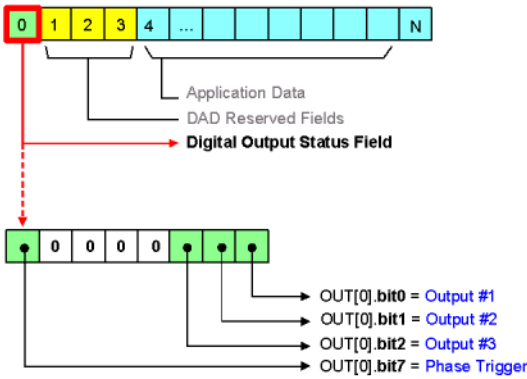 0 1 2 3 4 ... N
Application Data
DAD Reserved Fields
Digital Output Status Field
0 0 0 0
OUT[0].bit0 = Output #1
OUT[0].bit1 = Output #2
OUT[0].bit2 = Output #3
OUT[0].bit7 = Phase Trigger